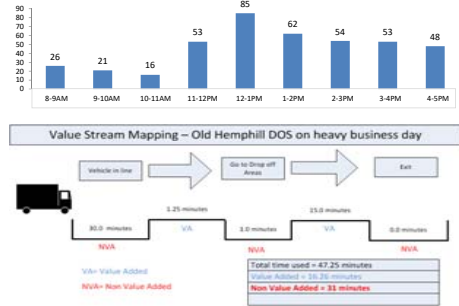 85
90
80
70
60
50
40
30
20
10
0
26
21
16
53
62
54
53
48
8-9AM 9-10AM 10-11AM 11-12PM 12-1PM 1-2PM 2-3PM 3-4PM 4-5PM
Value Stream Mapping – Old Hemphill DOS on heavy business day
Vehicle in line
Go to Drop off Areas
Exit
1.25 minutes
15.0 minutes
30.0 minutes
VA
1.0 minutes
VA
0.0 minutes
NVA
NVA
NVA
VA= Value Added
NVA= Non Value Added
Total time used = 47.25 minutes
Value Added = 16.26 minutes
Non Value Added = 31 minutes